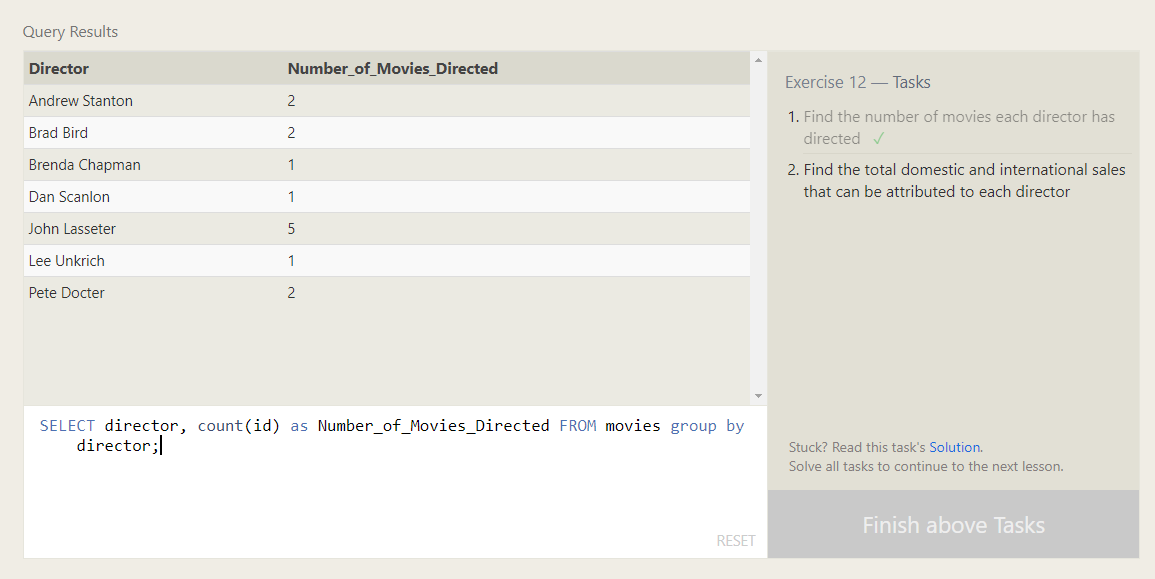 Query Results
Director Number_of_Movies_Directed
Andrew Stanton 2
Brad Bird 2
Brenda Chapman 1
Dan Scanlon 1
John Lasseter 5
Lee Unkrich 1
Pete Docter 2
SELECT director, count(id) as Number_of_Movies_Directed FROM movies group by
director;
RESET
Exercise 12 — Tasks
1. Find the number of movies each director has
directed ✓
2. Find the total domestic and international sales
that can be attributed to each director
Stuck? Read this task's Solution.
Solve all tasks to continue to the next lesson.
Finish above Tasks